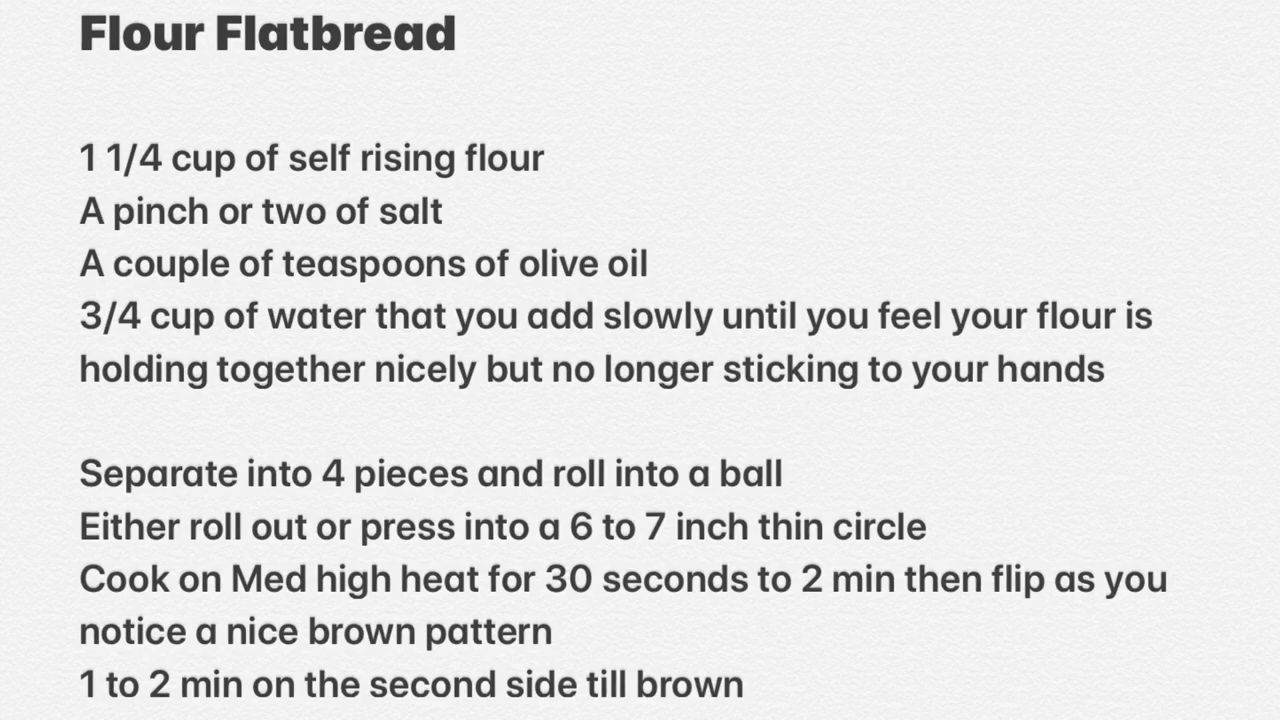 Flour Flatbread
1 1/4 cup of self rising flour
A pinch or two of salt
A couple of teaspoons of olive oil
3/4 cup of water that you add slowly until you feel your flour is
holding together nicely but no longer sticking to your hands
Separate into 4 pieces and roll into a ball
Either roll out or press into a 6 to 7 inch thin circle
Cook on Med high heat for 30 seconds to 2 min then flip as you
notice a nice brown pattern
1 to 2 min on the second side till brown